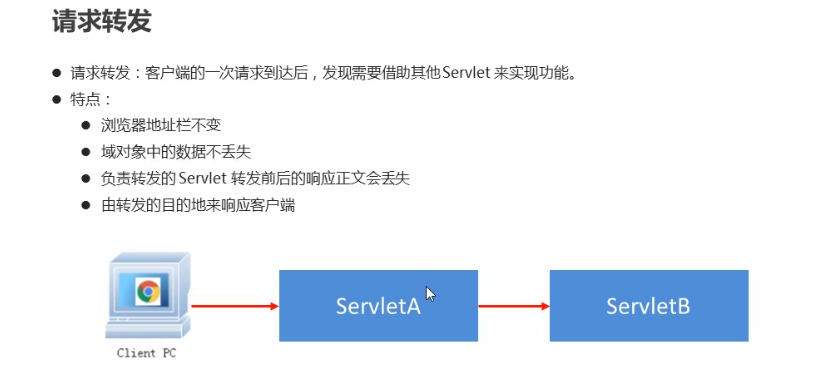 请求转发
请求转发：客户端的一次请求到达后，发现需要借助其他Servlet 来实现功能。
特点：
浏览器地址栏不变
域对象中的数据不丢失
负责转发的 Servlet 转发前后的响应正文会丢失
由转发的目的地来响应客户端
ServletA
ServletB
Client PC